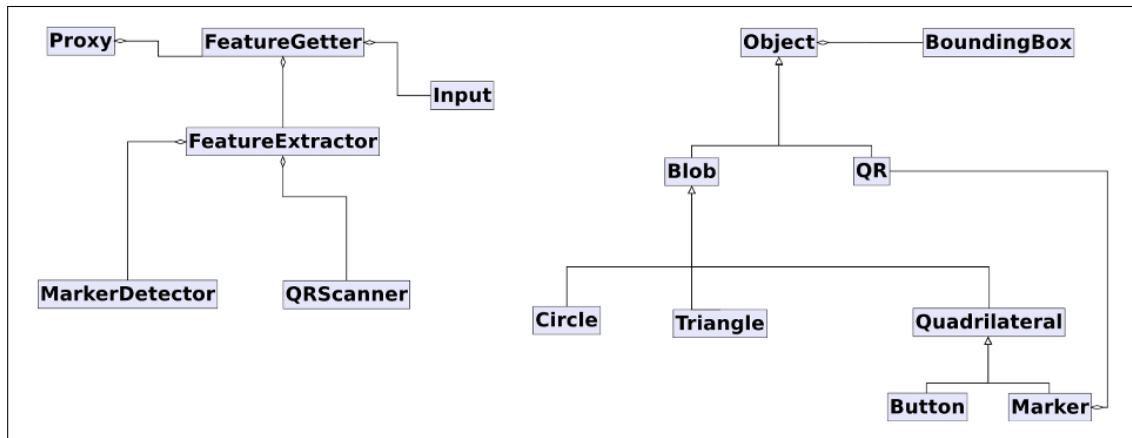 Proxy
FeatureGetter
Input
FeatureExtractor
MarkerDetector
QRScanner
Object
BoundingBox
Blob
QR
Circle
Triangle
Quadrilateral
Button
Marker